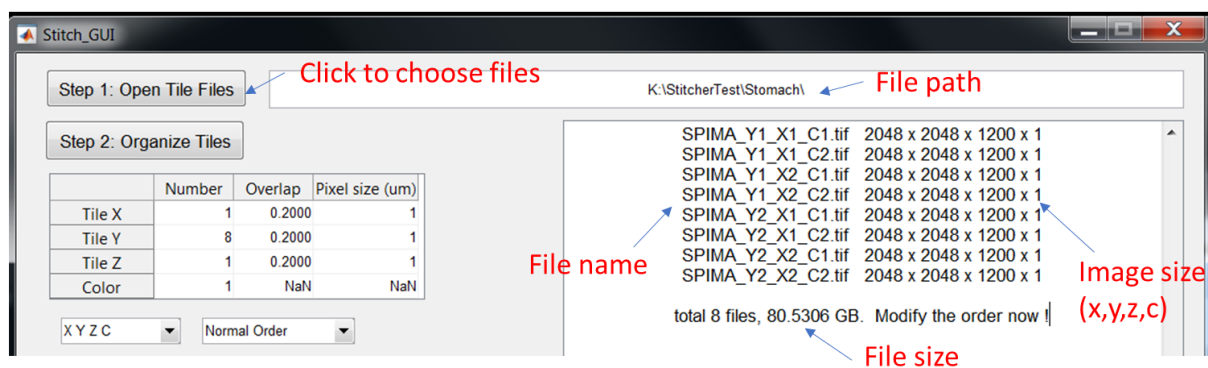 Stitch_GUI
Step 1: Open Tile Files
Click to choose files
K:\StitcherTest\Stomach\
File path
Step 2: Organize Tiles
SPIMA_Y1_X1_C1.tif 2048 x 2048 x 1200 x 1
SPIMA_Y1_X1_C2.tif 2048 x 2048 x 1200 x 1
SPIMA_Y1_X2_C1.tif 2048 x 2048 x 1200 x 1
SPIMA_Y1_X2_C2.tif 2048 x 2048 x 1200 x 1
SPIMA_Y2_X1_C1.tif 2048 x 2048 x 1200 x 1
SPIMA_Y2_X1_C2.tif 2048 x 2048 x 1200 x 1
SPIMA_Y2_X2_C1.tif 2048 x 2048 x 1200 x 1
SPIMA_Y2_X2_C2.tif 2048 x 2048 x 1200 x 1
Number Overlap Pixel size (um)
Tile X 1 0.2000 1
Tile Y 8 0.2000 1
Tile Z 1 0.2000 1
Color 1 NaN NaN
File name
Image size
(x,y,z,c)
total 8 files, 80.5306 GB. Modify the order now !
X Y Z C
Normal Order
File size